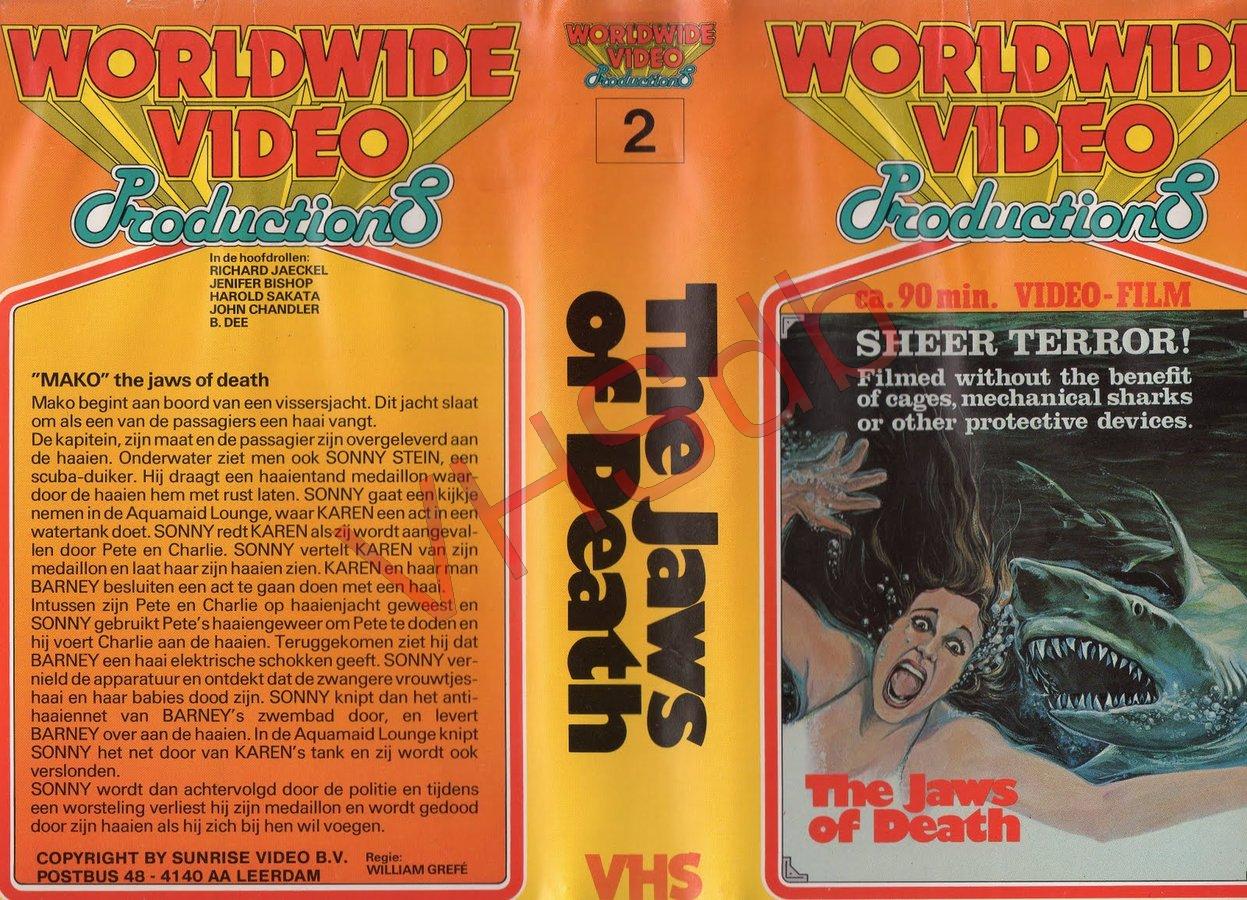 WORLDWIDE
VIDEO
ProductionS
In de hoofdrollen:
RICHARD JAECKEL
JENIFER BISHOP
HAROLD SAKATA
JOHN CHANDLER
B. DEE
"MAKO" the jaws of death
Mako begint aan boord van een vissersjacht. Dit jacht slaat
om als een van de passagiers een haai vangt.
De kapitein, zijn maat en de passagier zijn overgeleverd aan
de haaien. Onderwater ziet men ook SONNY STEIN, een
scuba-duiker. Hij draagt een haaientand medaillon waar-
door de haaien hem met rust laten. SONNY gaat een kijkje
nemen in de Aquamaid Lounge, waar KAREN een act in een
watertank doet. SONNY redt KAREN als zij wordt aangeval-
len door Pete en Charlie. SONNY vertelt KAREN van zijn
medaillon en laat haar zijn haaien zien. KAREN en haar man
BARNEY besluiten een act te gaan doen met een haai.
Intussen zijn Pete en Charlie op haaienjacht geweest en
SONNY gebruikt Pete's haaiengeweer om Pete te doden en
hij voert Charlie aan de haaien. Teruggekomen ziet hij dat
BARNEY een haai elektrische schokken geeft. SONNY ver-
nield de apparatuur en ontdekt dat de zwangere vrouwtjes-
haai en haar babies dood zijn. SONNY knipt dan het anti-
haaiennet van BARNEY's zwembad door, en levert
BARNEY over aan de haaien. In de Aquamaid Lounge knipt
SONNY het net door van KAREN's tank en zij wordt ook
verslonden.
SONNY wordt dan achtervolgd door de politie en tijdens
een worsteling verliest hij zijn medaillon en wordt gedood
door zijn haaien als hij zich bij hen wil voegen.
COPYRIGHT BY SUNRISE VIDEO B.V.
POSTBUS 48 - 4140 AA LEERDAM
Regie:
WILLIAM GREFÉ
WORLDWIDE
VIDEO
ProductionS
2
The Jaws
of Death
VHS
VHSdb
WORLDWIDE
VIDEO
ProductionS
ca. 90 min. VIDEO-FILM
SHEER TERROR!
Filmed without the benefit
of cages, mechanical sharks
or other protective devices.
The Jaws
of Death